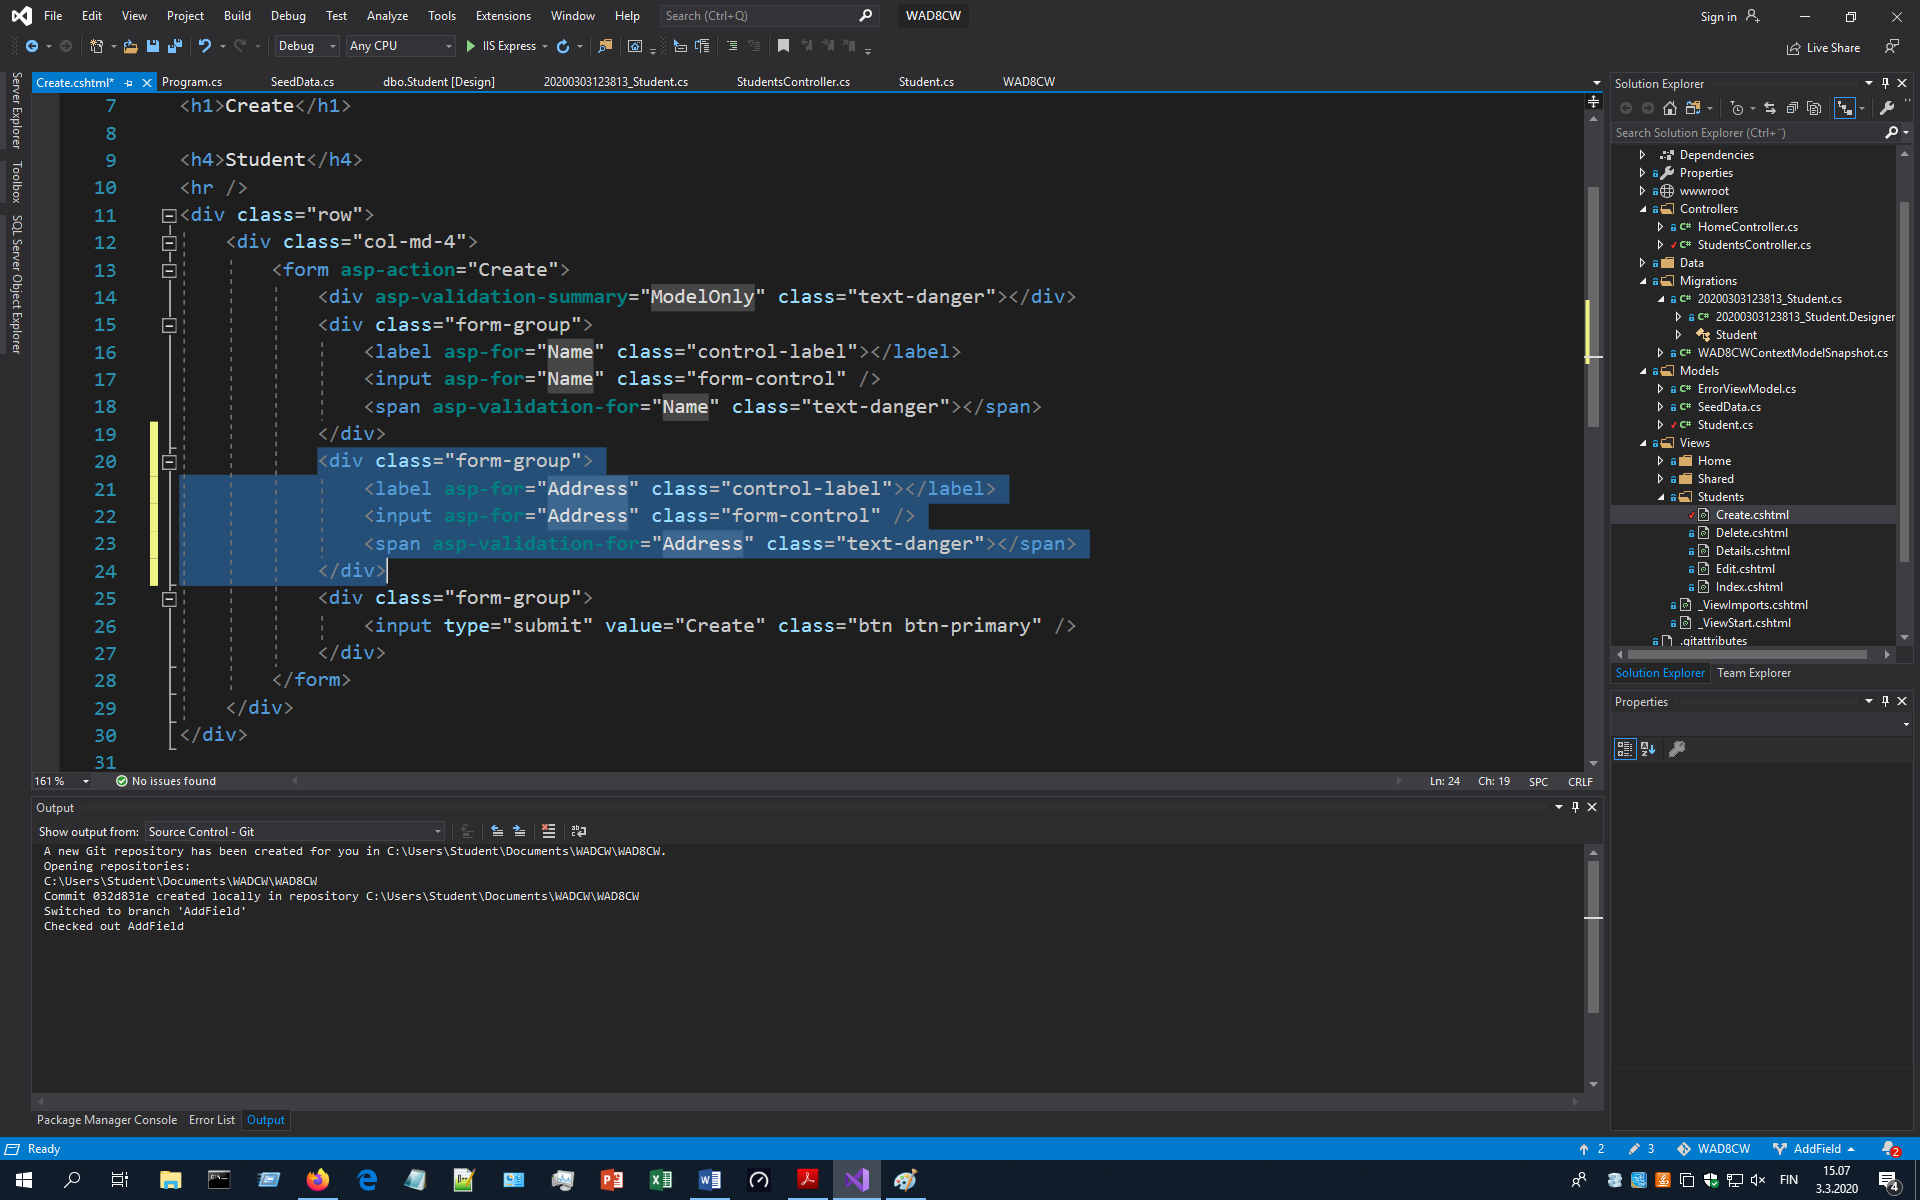 File Edit View Project Build Debug Test Analyze Tools Extensions Window Help Search (Ctrl+Q) WAD8CW Sign in
Debug Any CPU IIS Express Live Share
Create.cshtml* Program.cs SeedData.cs dbo.Student [Design] 20200303123813_Student.cs StudentsController.cs Student.cs WAD8CW
Server Explorer
Toolbox
SQL Server Object Explorer
7 <h1>Create</h1>
8
9 <h4>Student</h4>
10 <hr />
11 <div class="row">
12 <div class="col-md-4">
13 <form asp-action="Create">
14 <div asp-validation-summary="ModelOnly" class="text-danger"></div>
15 <div class="form-group">
16 <label asp-for="Name" class="control-label"></label>
17 <input asp-for="Name" class="form-control" />
18 <span asp-validation-for="Name" class="text-danger"></span>
19 </div>
20 <div class="form-group">
21 <label asp-for="Address" class="control-label"></label>
22 <input asp-for="Address" class="form-control" />
23 <span asp-validation-for="Address" class="text-danger"></span>
24 </div>
25 <div class="form-group">
26 <input type="submit" value="Create" class="btn btn-primary" />
27 </div>
28 </form>
29 </div>
30 </div>
31
161 % No issues found Ln: 24 Ch: 19 SPC CRLF
Output
Show output from: Source Control - Git
A new Git repository has been created for you in C:\Users\Student\Documents\WADCW\WAD8CW.
Opening repositories:
C:\Users\Student\Documents\WADCW\WAD8CW
Commit 032d831e created locally in repository C:\Users\Student\Documents\WADCW\WAD8CW
Switched to branch 'AddField'
Checked out AddField
Package Manager Console Error List Output
Solution Explorer
Search Solution Explorer (Ctrl+¨)
Dependencies
Properties
wwwroot
Controllers
C# HomeController.cs
C# StudentsController.cs
Data
Migrations
C# 20200303123813_Student.cs
C# 20200303123813_Student.Designer
Student
C# WAD8CWContextModelSnapshot.cs
Models
C# ErrorViewModel.cs
C# SeedData.cs
C# Student.cs
Views
Home
Shared
Students
Create.cshtml
Delete.cshtml
Details.cshtml
Edit.cshtml
Index.cshtml
_ViewImports.cshtml
_ViewStart.cshtml
.gitattributes
Solution Explorer Team Explorer
Properties
Ready 2 3 WAD8CW AddField 2
FIN 15.07
3.3.2020 4